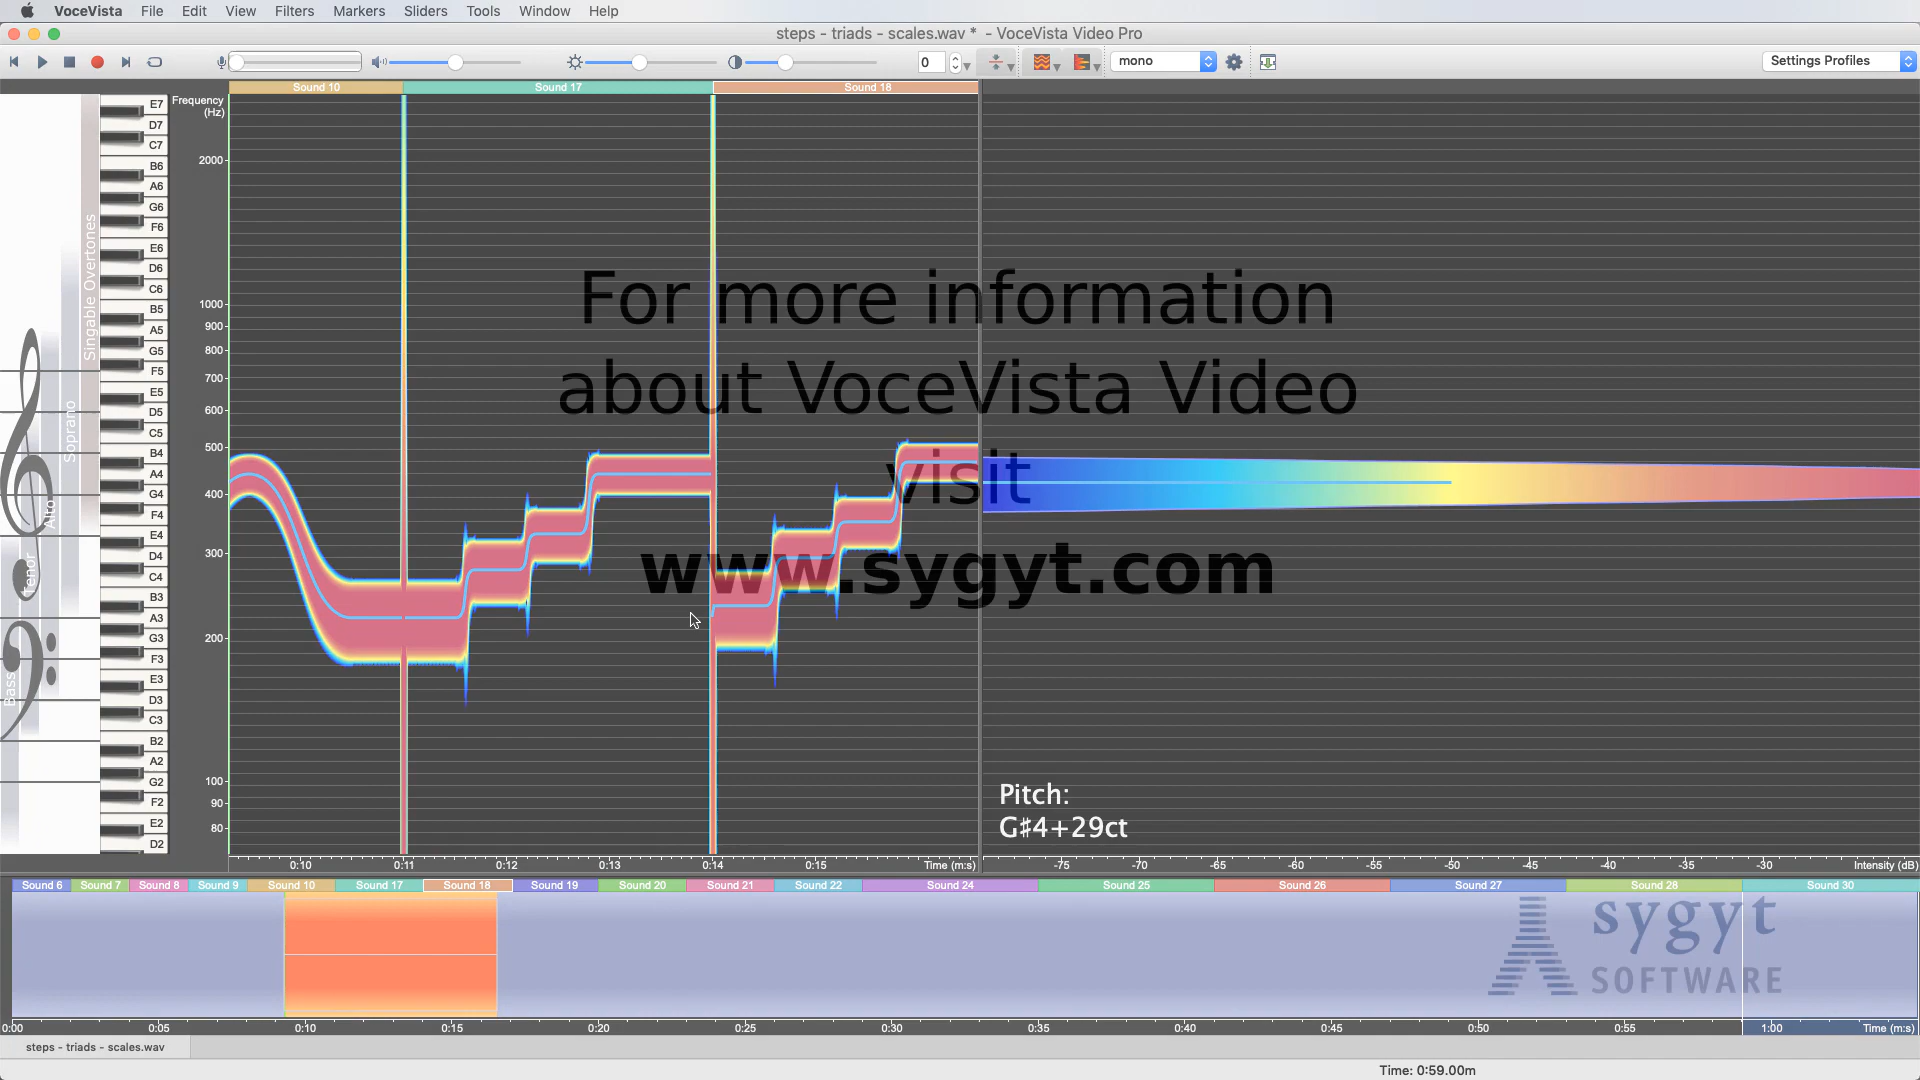 VoceVista File Edit View Filters Markers Sliders Tools Window Help
steps - triads - scales.wav * - VoceVista Video Pro
0 mono Settings Profiles
Sound 10 Sound 17 Sound 18
Frequency
(Hz)
E7
D7
C7
B6
A6
G6
F6
E6
D6
C6
B5
A5
G5
F5
E5
D5
C5
B4
A4
G4
F4
E4
D4
C4
B3
A3
G3
F3
E3
D3
C3
B2
A2
G2
F2
E2
D2
2000
1000
900
800
700
600
500
400
300
200
100
90
80
Singable Overtones
Soprano
Alto
Tenor
Bass
For more information
about VoceVista Video
visit
www.sygyt.com
Pitch:
G♯4+29ct
0:10 0:11 0:12 0:13 0:14 0:15 Time (m:s)
-75 -70 -65 -60 -55 -50 -45 -40 -35 -30 Intensity (dB)
Sound 6 Sound 7 Sound 8 Sound 9 Sound 10 Sound 17 Sound 18 Sound 19 Sound 20 Sound 21 Sound 22 Sound 24 Sound 25 Sound 26 Sound 27 Sound 28 Sound 30
sygyt
SOFTWARE
0:00 0:05 0:10 0:15 0:20 0:25 0:30 0:35 0:40 0:45 0:50 0:55 1:00 Time (m:s)
steps - triads - scales.wav
Time: 0:59.00m